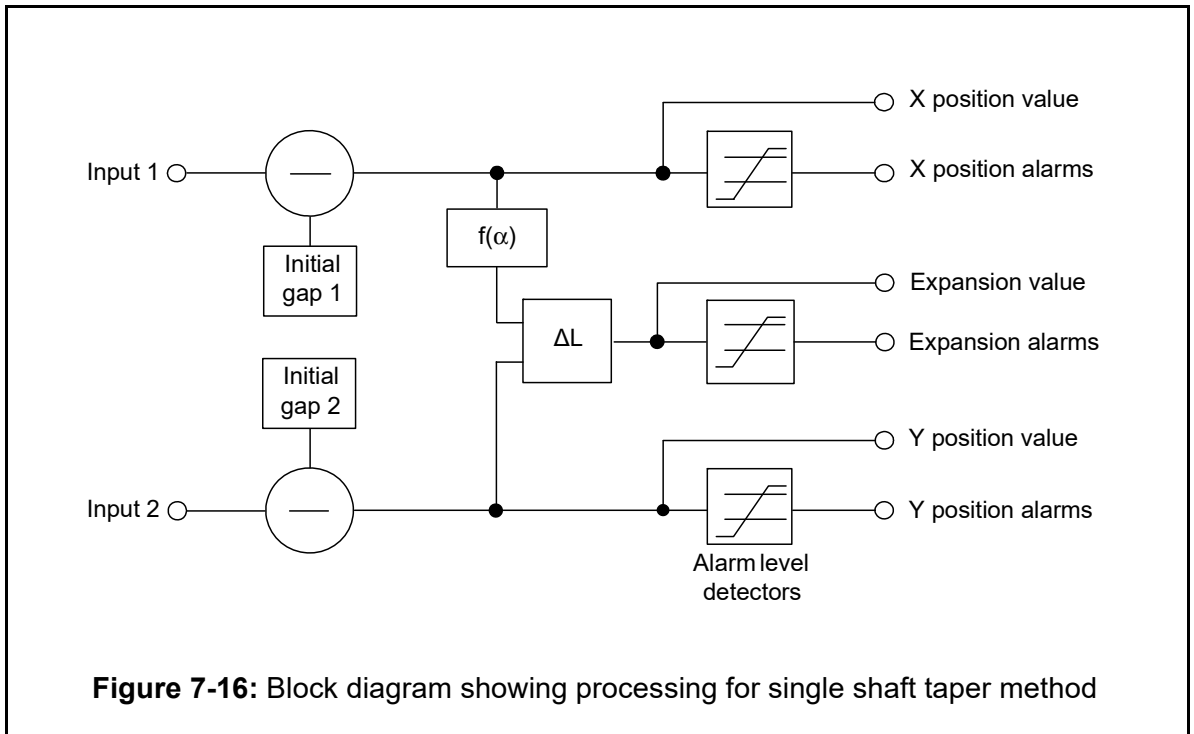 X position value
Input 1
X position alarms
f(α)
Initial
gap 1
Expansion value
ΔL
Expansion alarms
Initial
gap 2
Y position value
Input 2
Y position alarms
Alarm level
detectors
Figure 7-16: Block diagram showing processing for single shaft taper method